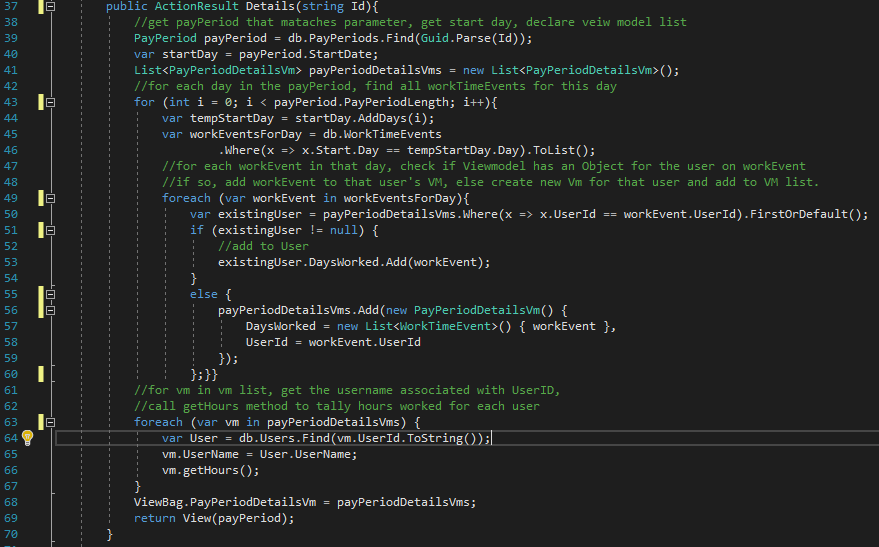 37 public ActionResult Details(string Id){
38 //get payPeriod that mataches parameter, get start day, declare veiw model list
39 PayPeriod payPeriod = db.PayPeriods.Find(Guid.Parse(Id));
40 var startDay = payPeriod.StartDate;
41 List<PayPeriodDetailsVm> payPeriodDetailsVms = new List<PayPeriodDetailsVm>();
42 //for each day in the payPeriod, find all workTimeEvents for this day
43 for (int i = 0; i < payPeriod.PayPeriodLength; i++){
44 var tempStartDay = startDay.AddDays(i);
45 var workEventsForDay = db.WorkTimeEvents
46 .Where(x => x.Start.Day == tempStartDay.Day).ToList();
47 //for each workEvent in that day, check if Viewmodel has an Object for the user on workEvent
48 //if so, add workEvent to that user's VM, else create new Vm for that user and add to VM list.
49 foreach (var workEvent in workEventsForDay){
50 var existingUser = payPeriodDetailsVms.Where(x => x.UserId == workEvent.UserId).FirstOrDefault();
51 if (existingUser != null) {
52 //add to User
53 existingUser.DaysWorked.Add(workEvent);
54 }
55 else {
56 payPeriodDetailsVms.Add(new PayPeriodDetailsVm() {
57 DaysWorked = new List<WorkTimeEvent>() { workEvent },
58 UserId = workEvent.UserId
59 });
60 };}}
61 //for vm in vm list, get the username associated with UserID,
62 //call getHours method to tally hours worked for each user
63 foreach (var vm in payPeriodDetailsVms) {
64 var User = db.Users.Find(vm.UserId.ToString());
65 vm.UserName = User.UserName;
66 vm.getHours();
67 }
68 ViewBag.PayPeriodDetailsVm = payPeriodDetailsVms;
69 return View(payPeriod);
70 }